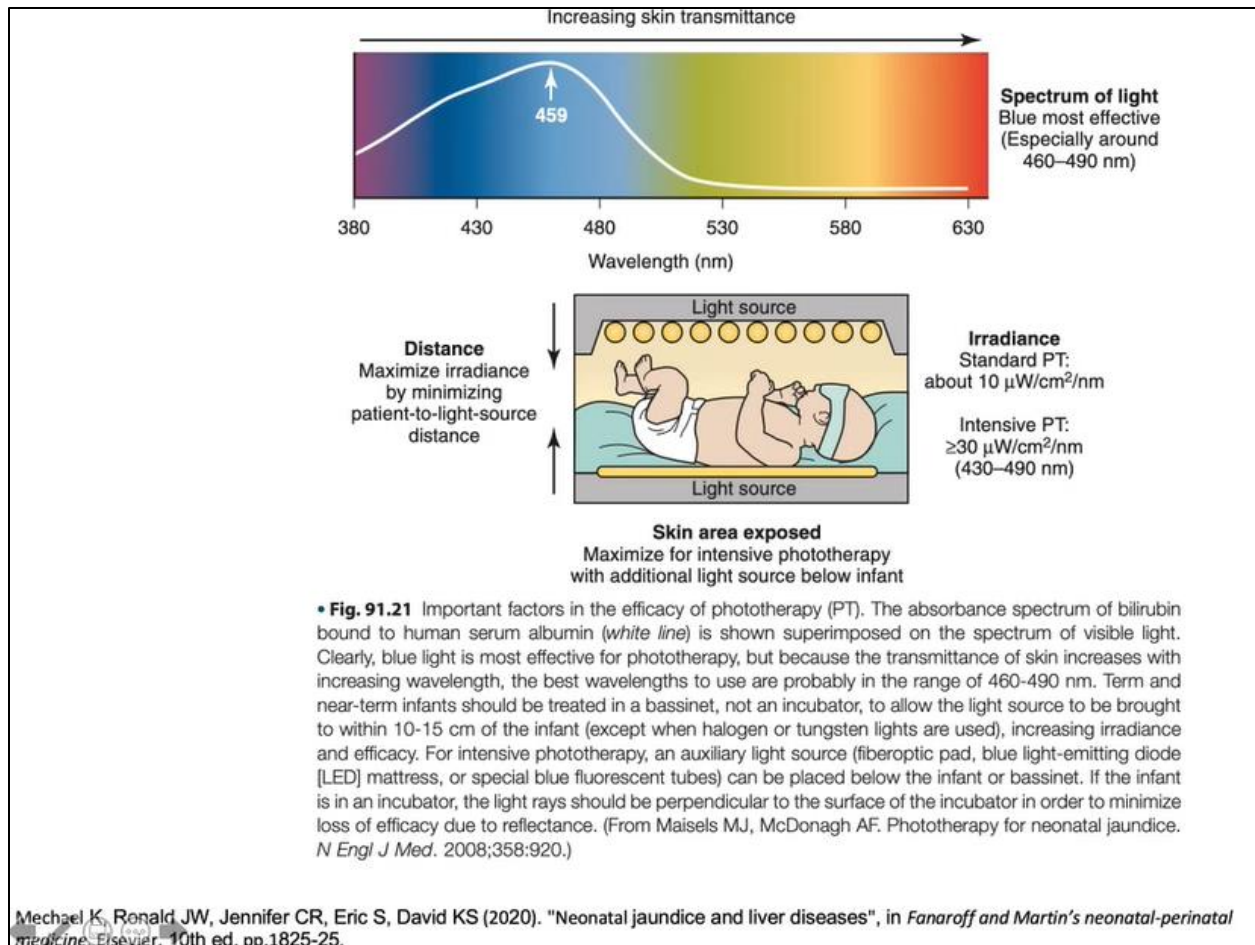 Increasing skin transmittance
459
Spectrum of light
Blue most effective
(Especially around
460–490 nm)
380 430 480 530 580 630
Wavelength (nm)
Light source
Distance
Maximize irradiance
by minimizing
patient-to-light-source
distance
Irradiance
Standard PT:
about 10 μW/cm²/nm
Intensive PT:
≥30 μW/cm²/nm
(430–490 nm)
Light source
Skin area exposed
Maximize for intensive phototherapy
with additional light source below infant
• Fig. 91.21 Important factors in the efficacy of phototherapy (PT). The absorbance spectrum of bilirubin
bound to human serum albumin (white line) is shown superimposed on the spectrum of visible light.
Clearly, blue light is most effective for phototherapy, but because the transmittance of skin increases with
increasing wavelength, the best wavelengths to use are probably in the range of 460-490 nm. Term and
near-term infants should be treated in a bassinet, not an incubator, to allow the light source to be brought
to within 10-15 cm of the infant (except when halogen or tungsten lights are used), increasing irradiance
and efficacy. For intensive phototherapy, an auxiliary light source (fiberoptic pad, blue light-emitting diode
[LED] mattress, or special blue fluorescent tubes) can be placed below the infant or bassinet. If the infant
is in an incubator, the light rays should be perpendicular to the surface of the incubator in order to minimize
loss of efficacy due to reflectance. (From Maisels MJ, McDonagh AF. Phototherapy for neonatal jaundice.
N Engl J Med. 2008;358:920.)
Mechael K, Ronald JW, Jennifer CR, Eric S, David KS (2020). "Neonatal jaundice and liver diseases", in Fanaroff and Martin's neonatal-perinatal
medicine. Elsevier. 10th ed. pp.1825-25.